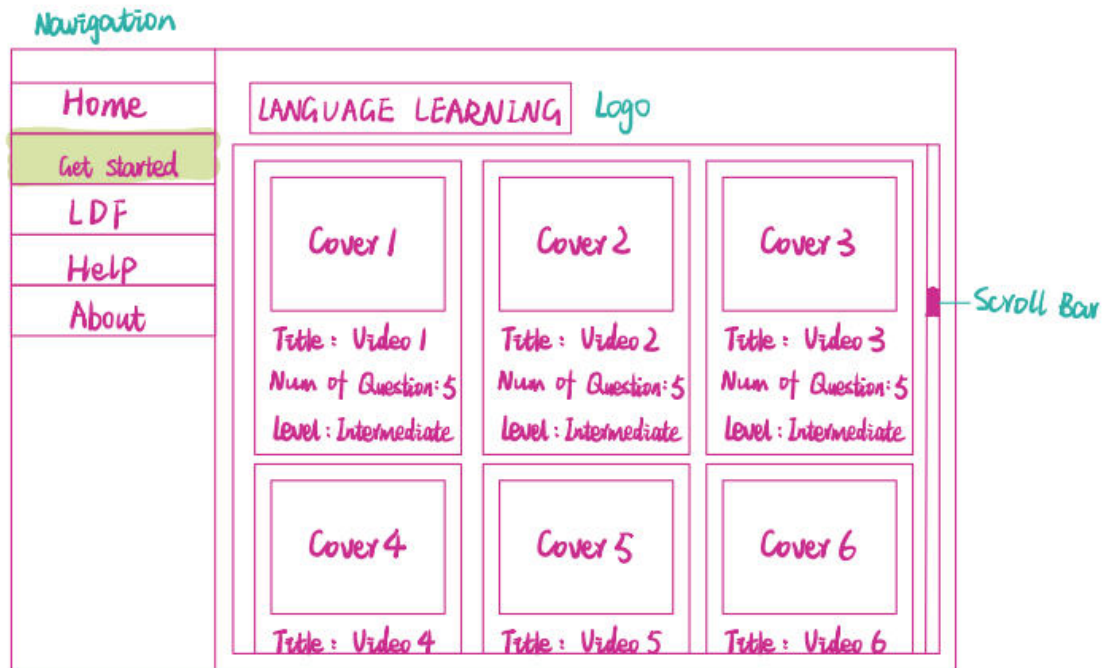 Navigation
Home
Get started
LDF
Help
About
LANGUAGE LEARNING
Logo
Cover 1
Title : Video 1
Num of Question: 5
Level : Intermediate
Cover 2
Title : Video 2
Num of Question: 5
Level : Intermediate
Cover 3
Title : Video 3
Num of Question: 5
Level : Intermediate
Scroll Bar
Cover 4
Title : Video 4
Cover 5
Title : Video 5
Cover 6
Title : Video 6